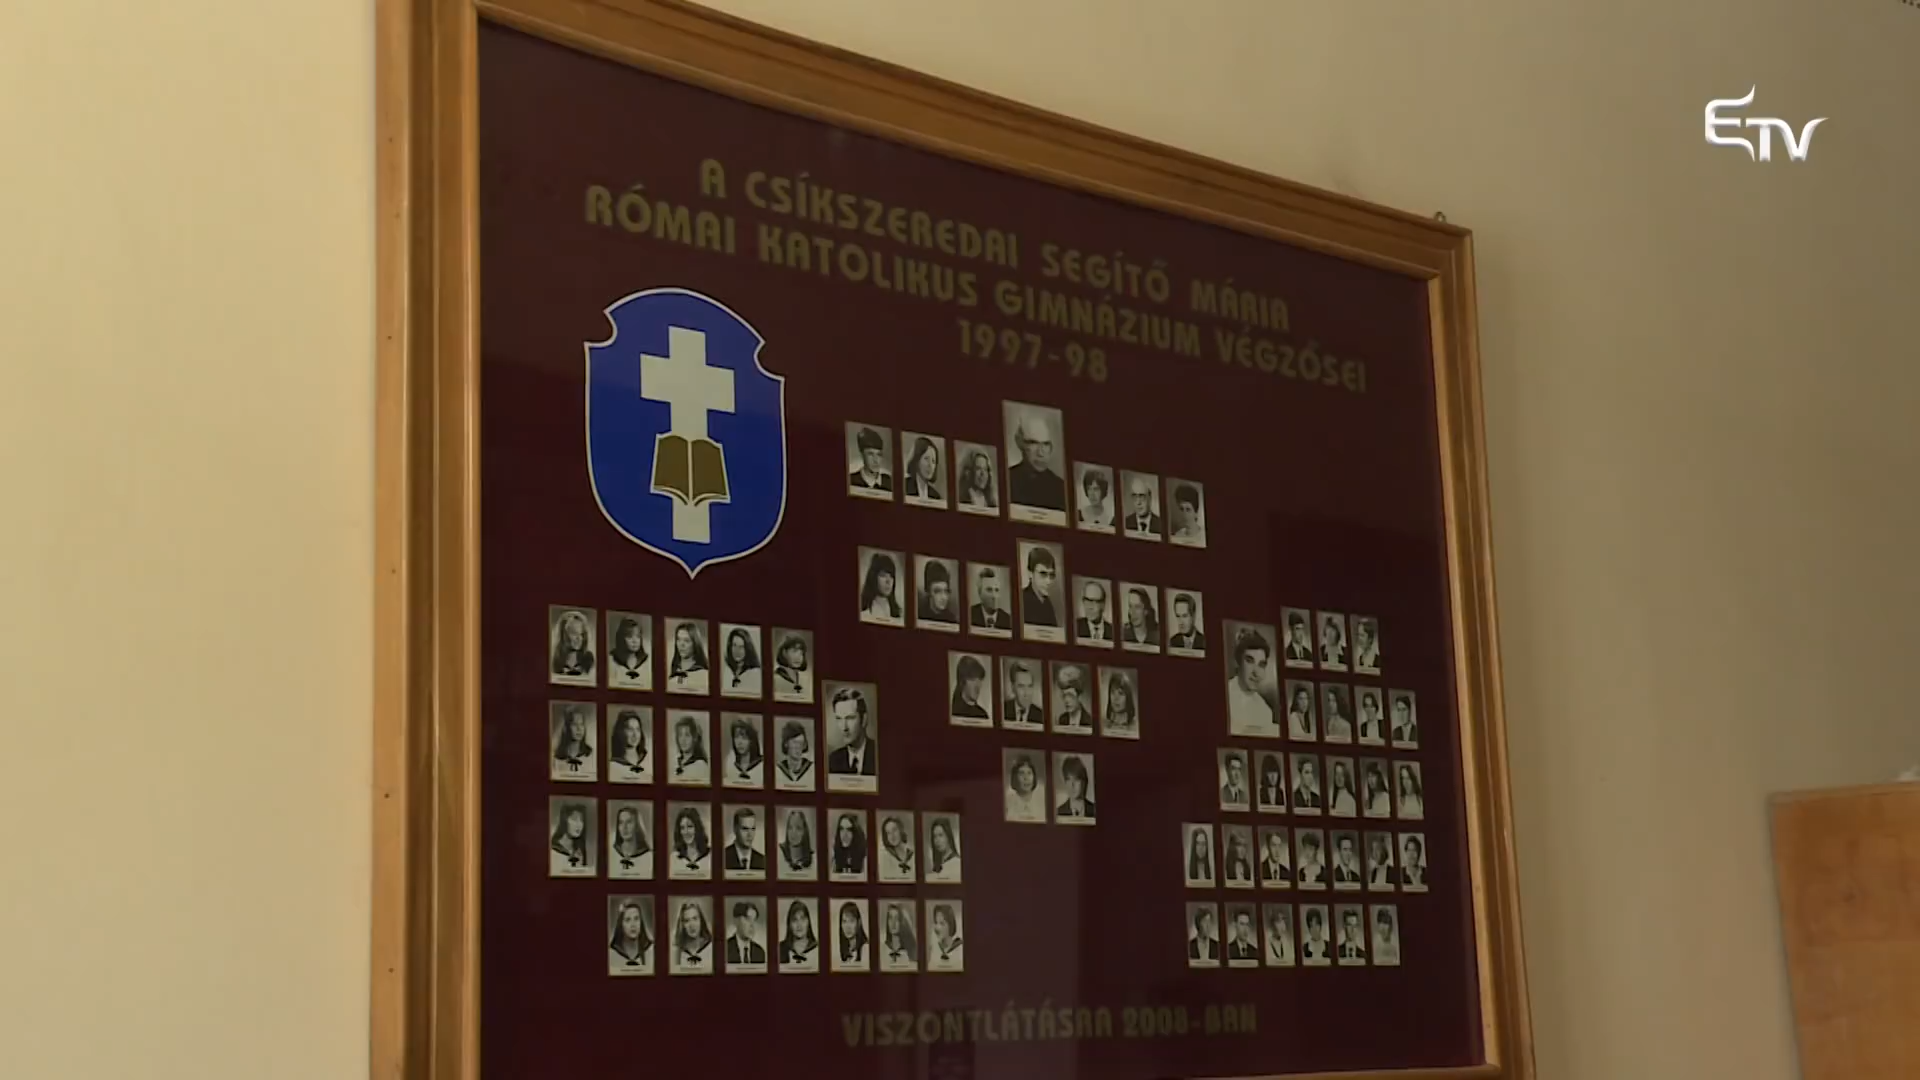 ETV
A CSÍKSZEREDAI SEGÍTŐ MÁRIA
RÓMAI KATOLIKUS GIMNÁZIUM VÉGZŐSEI
1997-98
VISZONTLÁTÁSRA 2008-BAN